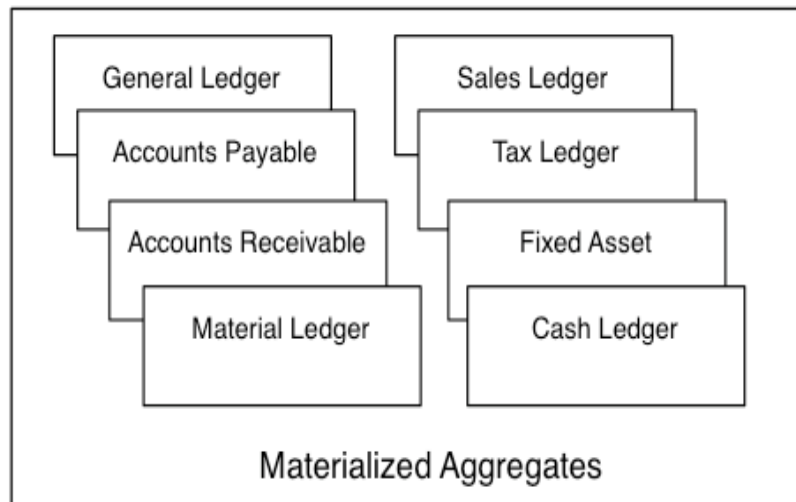 General Ledger
Accounts Payable
Accounts Receivable
Material Ledger
Sales Ledger
Tax Ledger
Fixed Asset
Cash Ledger
Materialized Aggregates